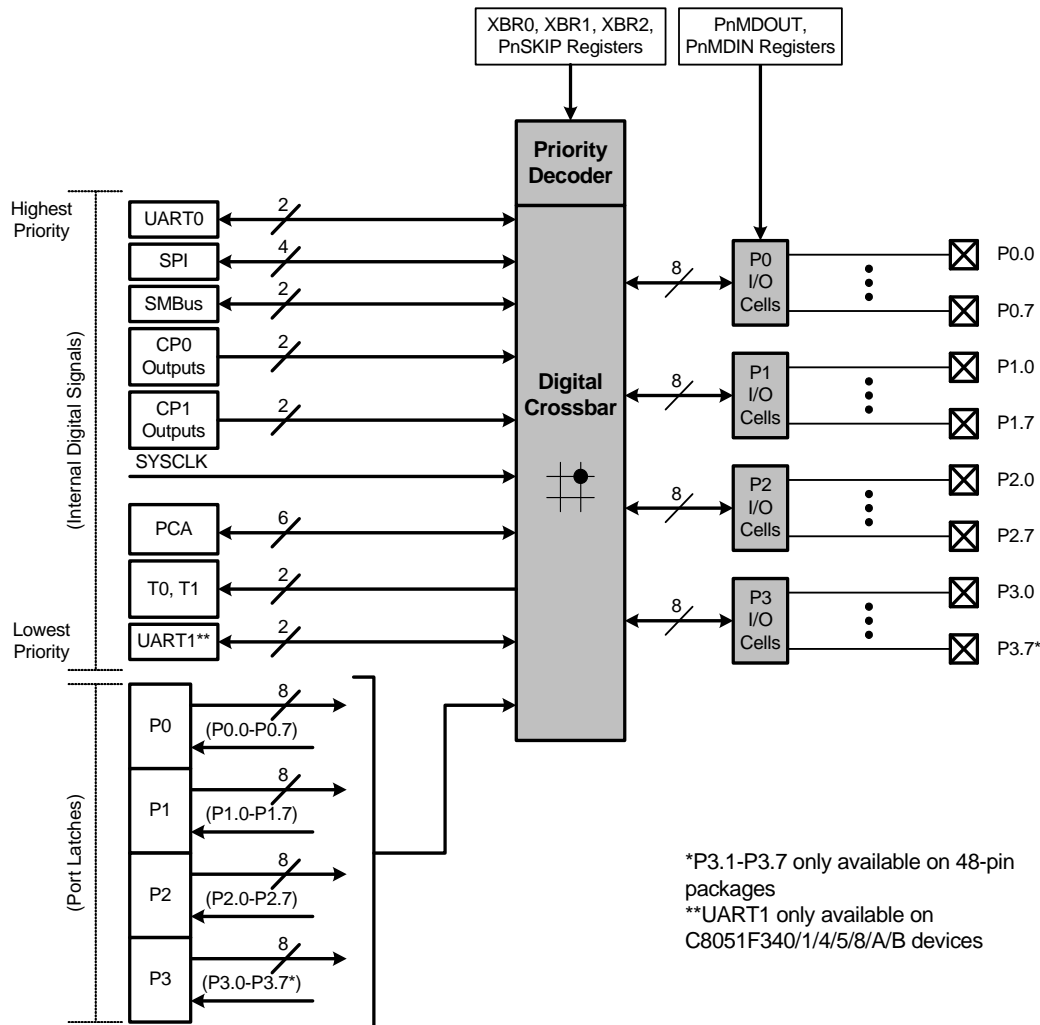 XBR0, XBR1, XBR2,
PnSKIP Registers
PnMDOUT,
PnMDIN Registers
Priority
Decoder
Highest
Priority
(Internal Digital Signals)
Lowest
Priority
UART0
2
SPI
4
SMBus
2
CP0
Outputs
2
CP1
Outputs
2
SYSCLK
PCA
6
T0, T1
2
UART1**
2
Digital
Crossbar
8
P0
I/O
Cells
P0.0
P0.7
8
P1
I/O
Cells
P1.0
P1.7
8
P2
I/O
Cells
P2.0
P2.7
8
P3
I/O
Cells
P3.0
P3.7*
(Port Latches)
P0
8
(P0.0-P0.7)
P1
8
(P1.0-P1.7)
P2
8
(P2.0-P2.7)
P3
8
(P3.0-P3.7*)
*P3.1-P3.7 only available on 48-pin
packages
**UART1 only available on
C8051F340/1/4/5/8/A/B devices